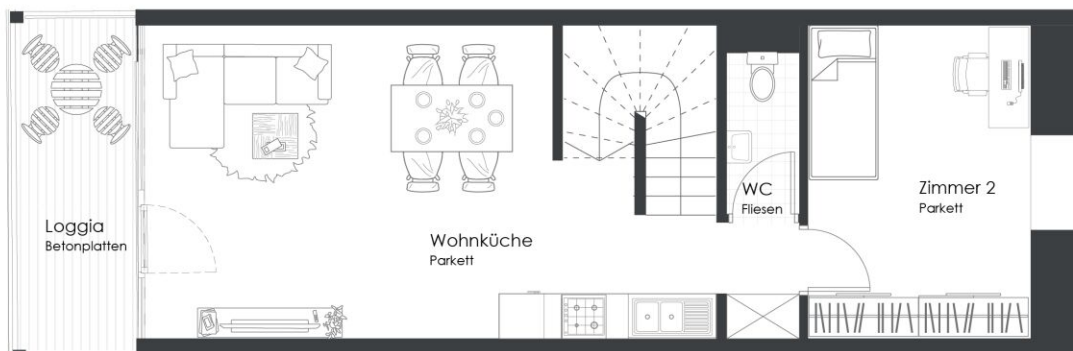 Loggia
Betonplatten
Wohnküche
Parkett
WC
Fliesen
Zimmer 2
Parkett